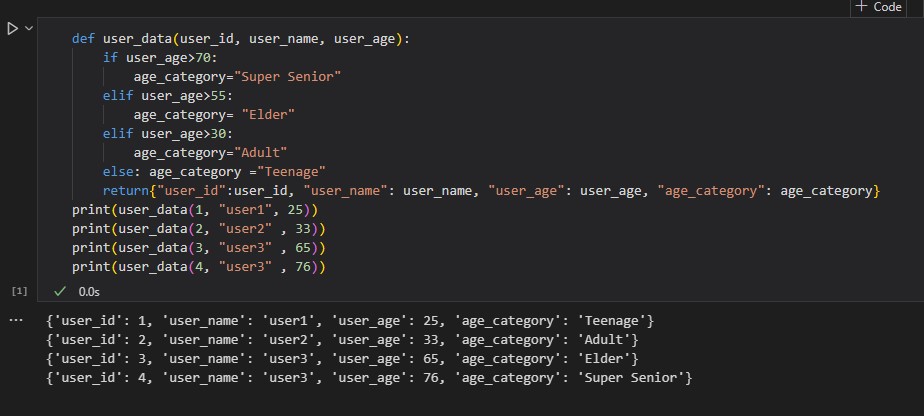 + Code
def user_data(user_id, user_name, user_age):
    if user_age>70:
        age_category="Super Senior"
    elif user_age>55:
        age_category= "Elder"
    elif user_age>30:
        age_category="Adult"
    else: age_category ="Teenage"
    return{"user_id":user_id, "user_name": user_name, "user_age": user_age, "age_category": age_category}
print(user_data(1, "user1", 25))
print(user_data(2, "user2" , 33))
print(user_data(3, "user3" , 65))
print(user_data(4, "user3" , 76))
[1] ✓ 0.0s
... {'user_id': 1, 'user_name': 'user1', 'user_age': 25, 'age_category': 'Teenage'}
{'user_id': 2, 'user_name': 'user2', 'user_age': 33, 'age_category': 'Adult'}
{'user_id': 3, 'user_name': 'user3', 'user_age': 65, 'age_category': 'Elder'}
{'user_id': 4, 'user_name': 'user3', 'user_age': 76, 'age_category': 'Super Senior'}